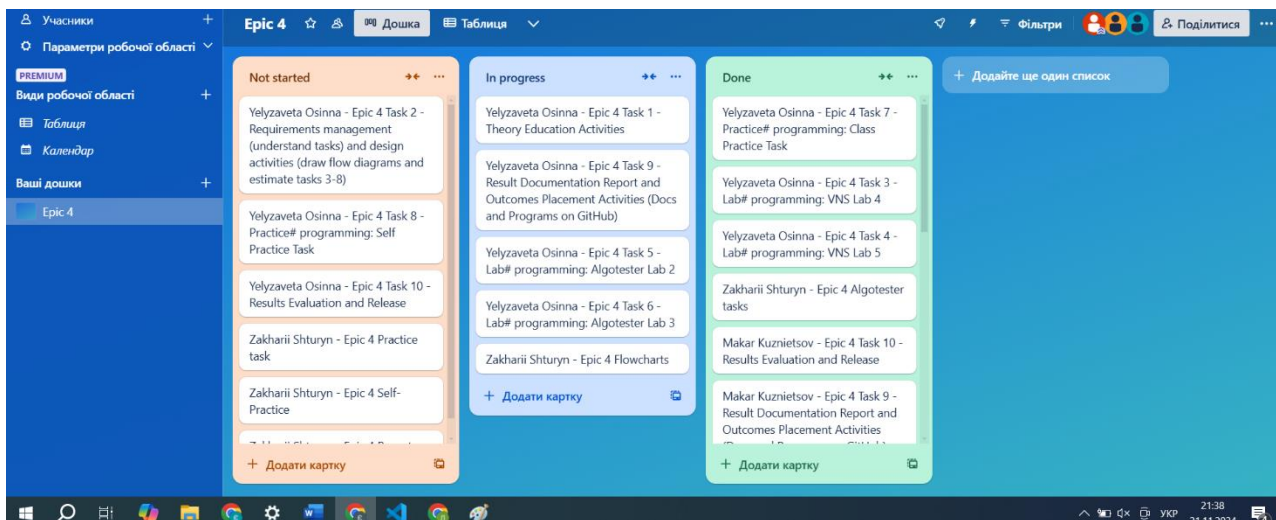 Учасники
Параметри робочої області
PREMIUM
Види робочої області
Таблиця
Календар
Ваші дошки
Epic 4
Epic 4
Дошка
Таблиця
Фільтри
Поділитися
Not started
Yelyzaveta Osinna - Epic 4 Task 2 -
Requirements management
(understand tasks) and design
activities (draw flow diagrams and
estimate tasks 3-8)
Yelyzaveta Osinna - Epic 4 Task 8 -
Practice# programming: Self
Practice Task
Yelyzaveta Osinna - Epic 4 Task 10 -
Results Evaluation and Release
Zakharii Shturyn - Epic 4 Practice
task
Zakharii Shturyn - Epic 4 Self-
Practice
+ Додати картку
In progress
Yelyzaveta Osinna - Epic 4 Task 1 -
Theory Education Activities
Yelyzaveta Osinna - Epic 4 Task 9 -
Result Documentation Report and
Outcomes Placement Activities (Docs
and Programs on GitHub)
Yelyzaveta Osinna - Epic 4 Task 5 -
Lab# programming: Algotester Lab 2
Yelyzaveta Osinna - Epic 4 Task 6 -
Lab# programming: Algotester Lab 3
Zakharii Shturyn - Epic 4 Flowcharts
+ Додати картку
Done
Yelyzaveta Osinna - Epic 4 Task 7 -
Practice# programming: Class
Practice Task
Yelyzaveta Osinna - Epic 4 Task 3 -
Lab# programming: VNS Lab 4
Yelyzaveta Osinna - Epic 4 Task 4 -
Lab# programming: VNS Lab 5
Zakharii Shturyn - Epic 4 Algotester
tasks
Makar Kuznietsov - Epic 4 Task 10 -
Results Evaluation and Release
Makar Kuznietsov - Epic 4 Task 9 -
Result Documentation Report and
Outcomes Placement Activities
+ Додати картку
+ Додайте ще один список
УКР
21:38
21.11.2024